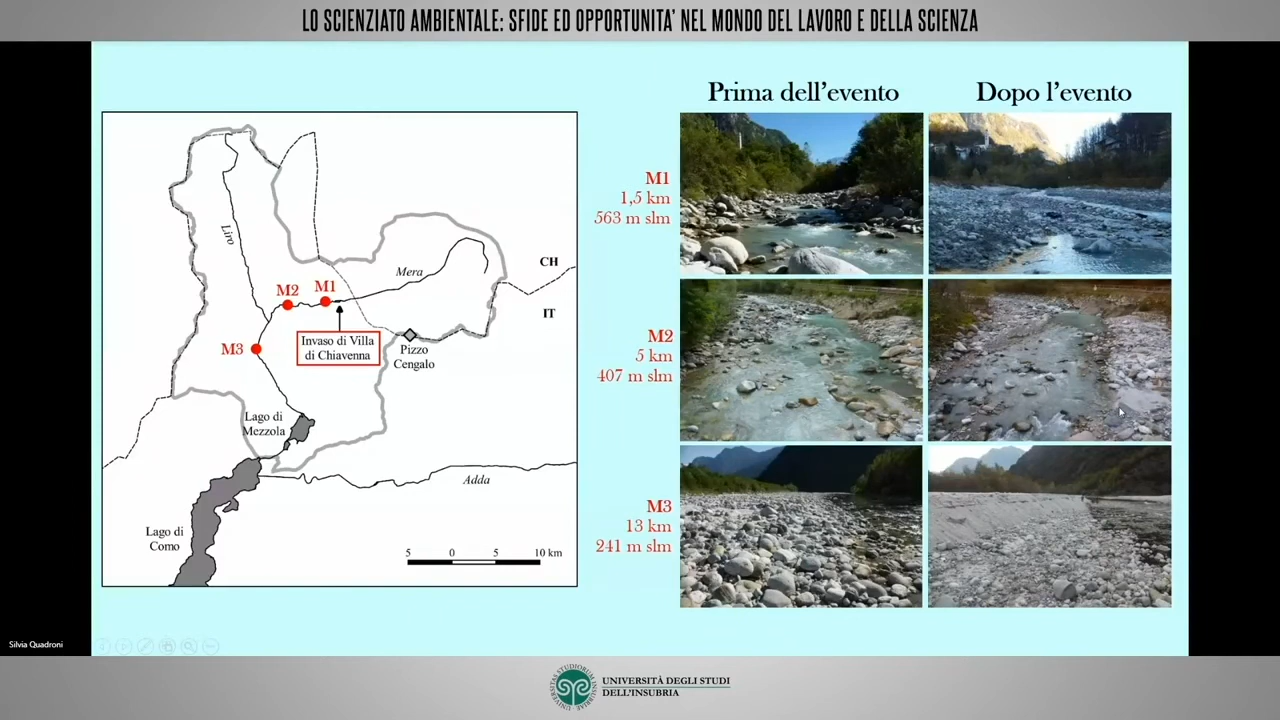 LO SCIENZIATO AMBIENTALE: SFIDE ED OPPORTUNITA' NEL MONDO DEL LAVORO E DELLA SCIENZA
Prima dell'evento
Dopo l'evento
M1
1,5 km
563 m slm
M2
5 km
407 m slm
M3
13 km
241 m slm
Liro
Mera
CH
IT
M2
M1
M3
Invaso di Villa
di Chiavenna
Pizzo
Cengalo
Lago di
Mezzola
Adda
Lago di
Como
5 0 5 10 km
Silvia Quadroni
UNIVERSITÀ DEGLI STUDI
DELL'INSUBRIA